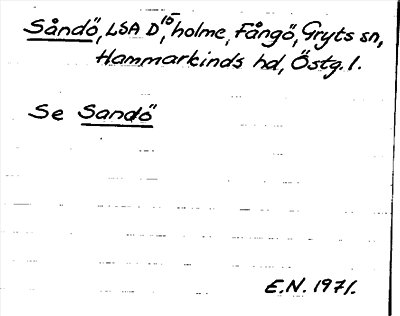 Såndö, LSA D15, holme, Fångö, Gryts sn,
Hammarkinds hd, Östg. l.
Se Sandö
E.N. 1971.